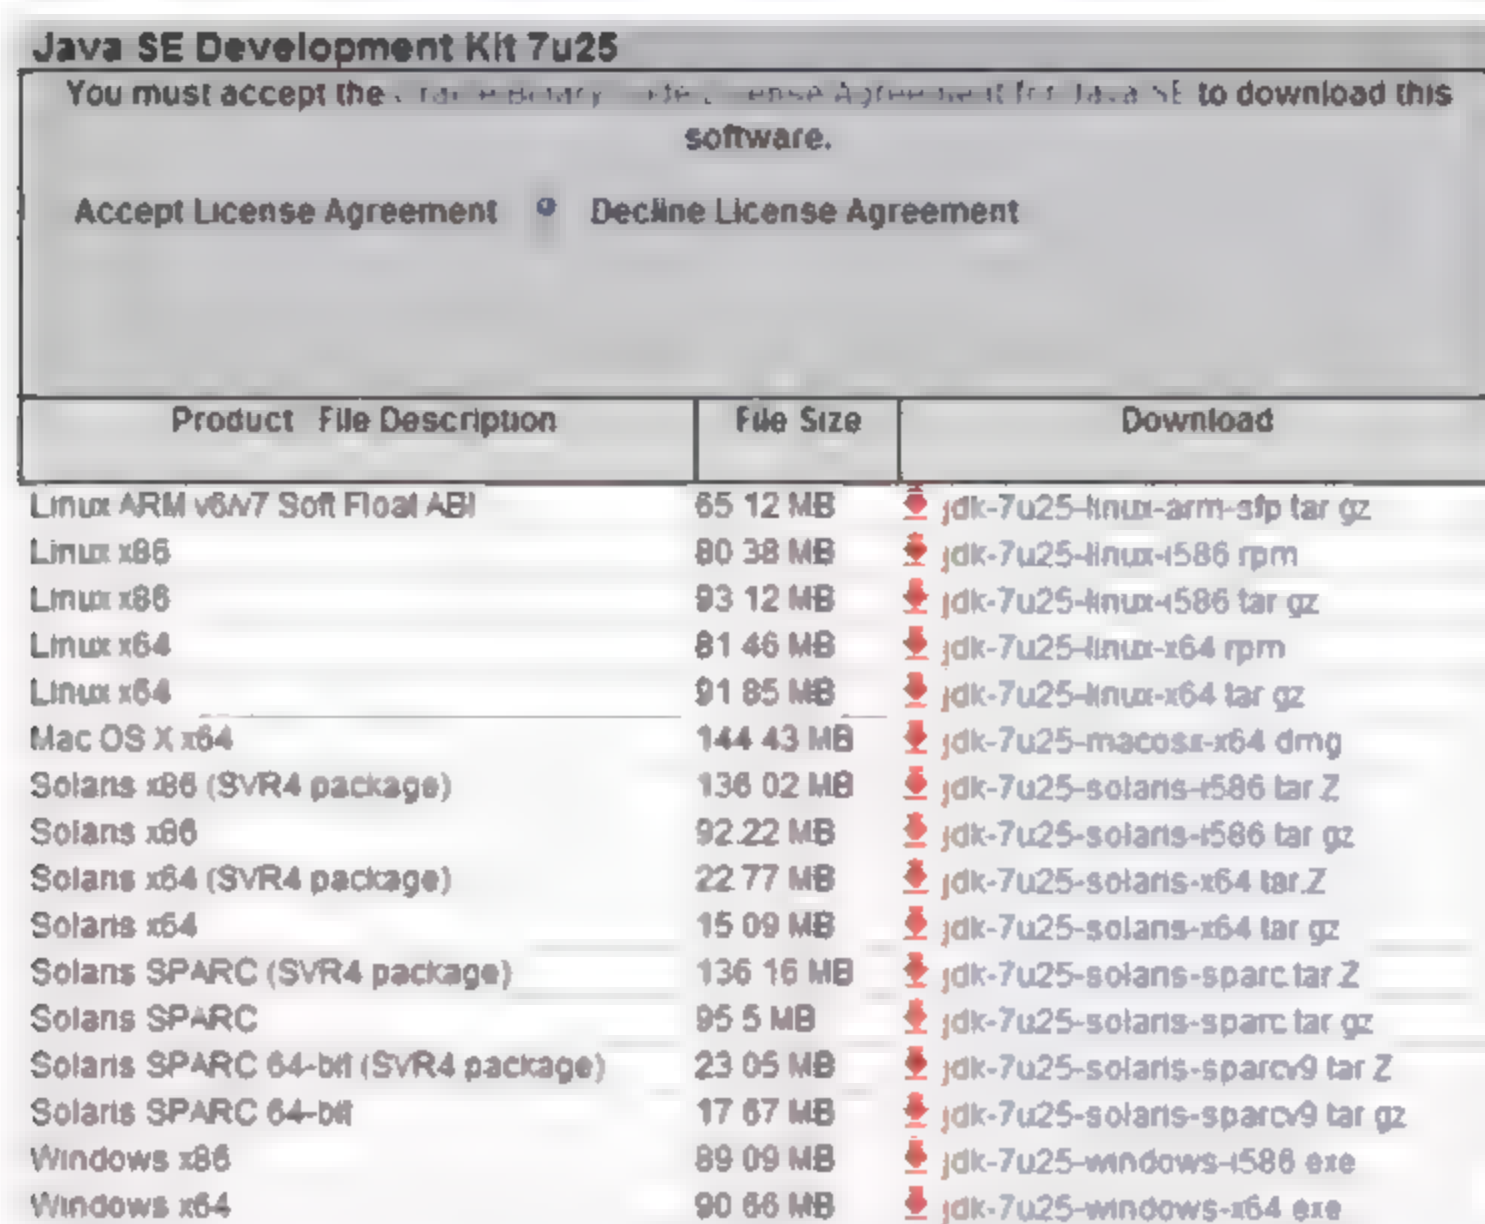 Java SE Development Kit 7u25
You must accept the Oracle Binary Code License Agreement for Java SE to download this
software.
Accept License Agreement Decline License Agreement
Product File Description File Size Download
Linux ARM v6/v7 Soft Float ABI 65.12 MB jdk-7u25-linux-arm-sfp.tar.gz
Linux x86 80.38 MB jdk-7u25-linux-i586.rpm
Linux x86 93.12 MB jdk-7u25-linux-i586.tar.gz
Linux x64 81.46 MB jdk-7u25-linux-x64.rpm
Linux x64 91.85 MB jdk-7u25-linux-x64.tar.gz
Mac OS X x64 144.43 MB jdk-7u25-macosx-x64.dmg
Solaris x86 (SVR4 package) 136.02 MB jdk-7u25-solaris-i586.tar.Z
Solaris x86 92.22 MB jdk-7u25-solaris-i586.tar.gz
Solaris x64 (SVR4 package) 22.77 MB jdk-7u25-solaris-x64.tar.Z
Solaris x64 15.09 MB jdk-7u25-solaris-x64.tar.gz
Solaris SPARC (SVR4 package) 136.16 MB jdk-7u25-solaris-sparc.tar.Z
Solaris SPARC 95.5 MB jdk-7u25-solaris-sparc.tar.gz
Solaris SPARC 64-bit (SVR4 package) 23.05 MB jdk-7u25-solaris-sparcv9.tar.Z
Solaris SPARC 64-bit 17.67 MB jdk-7u25-solaris-sparcv9.tar.gz
Windows x86 89.09 MB jdk-7u25-windows-i586.exe
Windows x64 90.66 MB jdk-7u25-windows-x64.exe